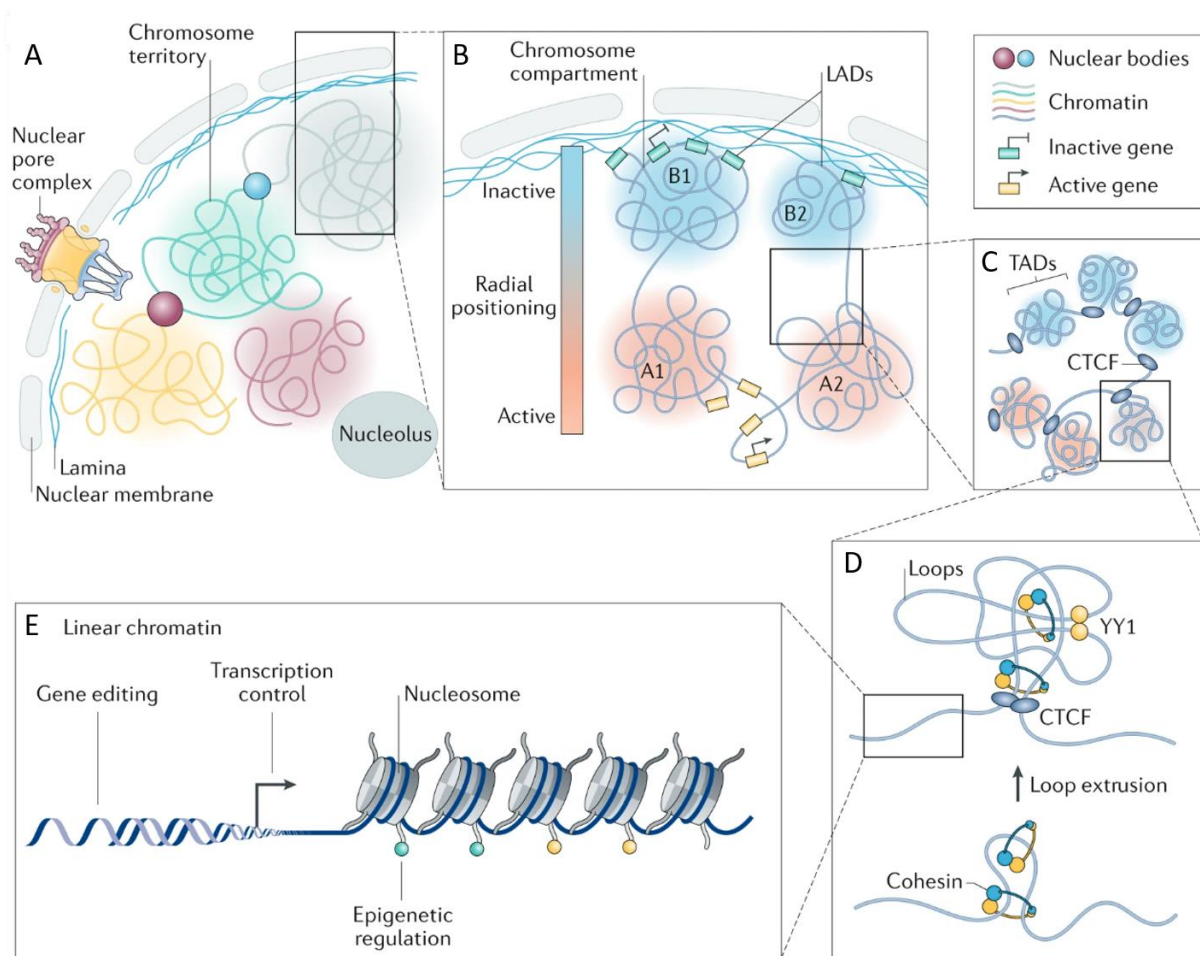 A
Chromosome
territory
Nuclear
pore
complex
Nucleolus
Lamina
Nuclear membrane
B
Chromosome
compartment
LADs
Inactive
B1
B2
Radial
positioning
A1
A2
Active
Nuclear bodies
Chromatin
Inactive gene
Active gene
C
TADs
CTCF
D
Loops
YY1
CTCF
Loop extrusion
Cohesin
E
Linear chromatin
Gene editing
Transcription
control
Nucleosome
Epigenetic
regulation